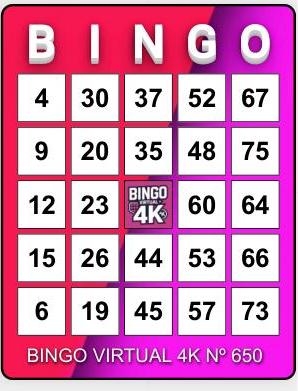 B I N G O
4 30 37 52 67
9 20 35 48 75
12 23 BINGO VIRTUAL 4K 60 64
15 26 44 53 66
6 19 45 57 73
BINGO VIRTUAL 4K Nº 650